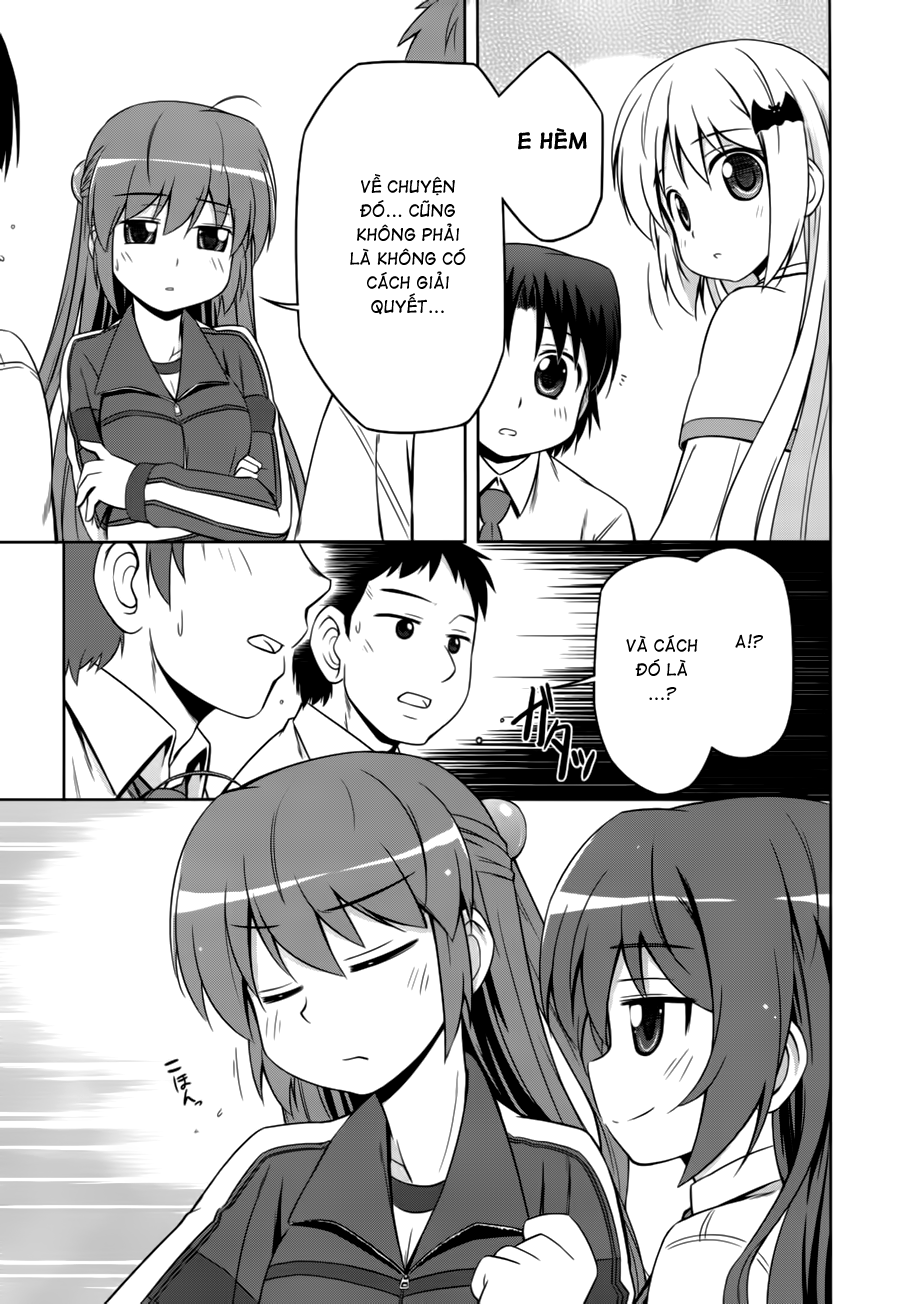 E HÈM
VỀ CHUYỆN
ĐÓ... CŨNG
KHÔNG PHẢI
LÀ KHÔNG CÓ
CÁCH GIẢI
QUYẾT...
A!?
VÀ CÁCH
ĐÓ LÀ
...?
ガタッ
こほんっ